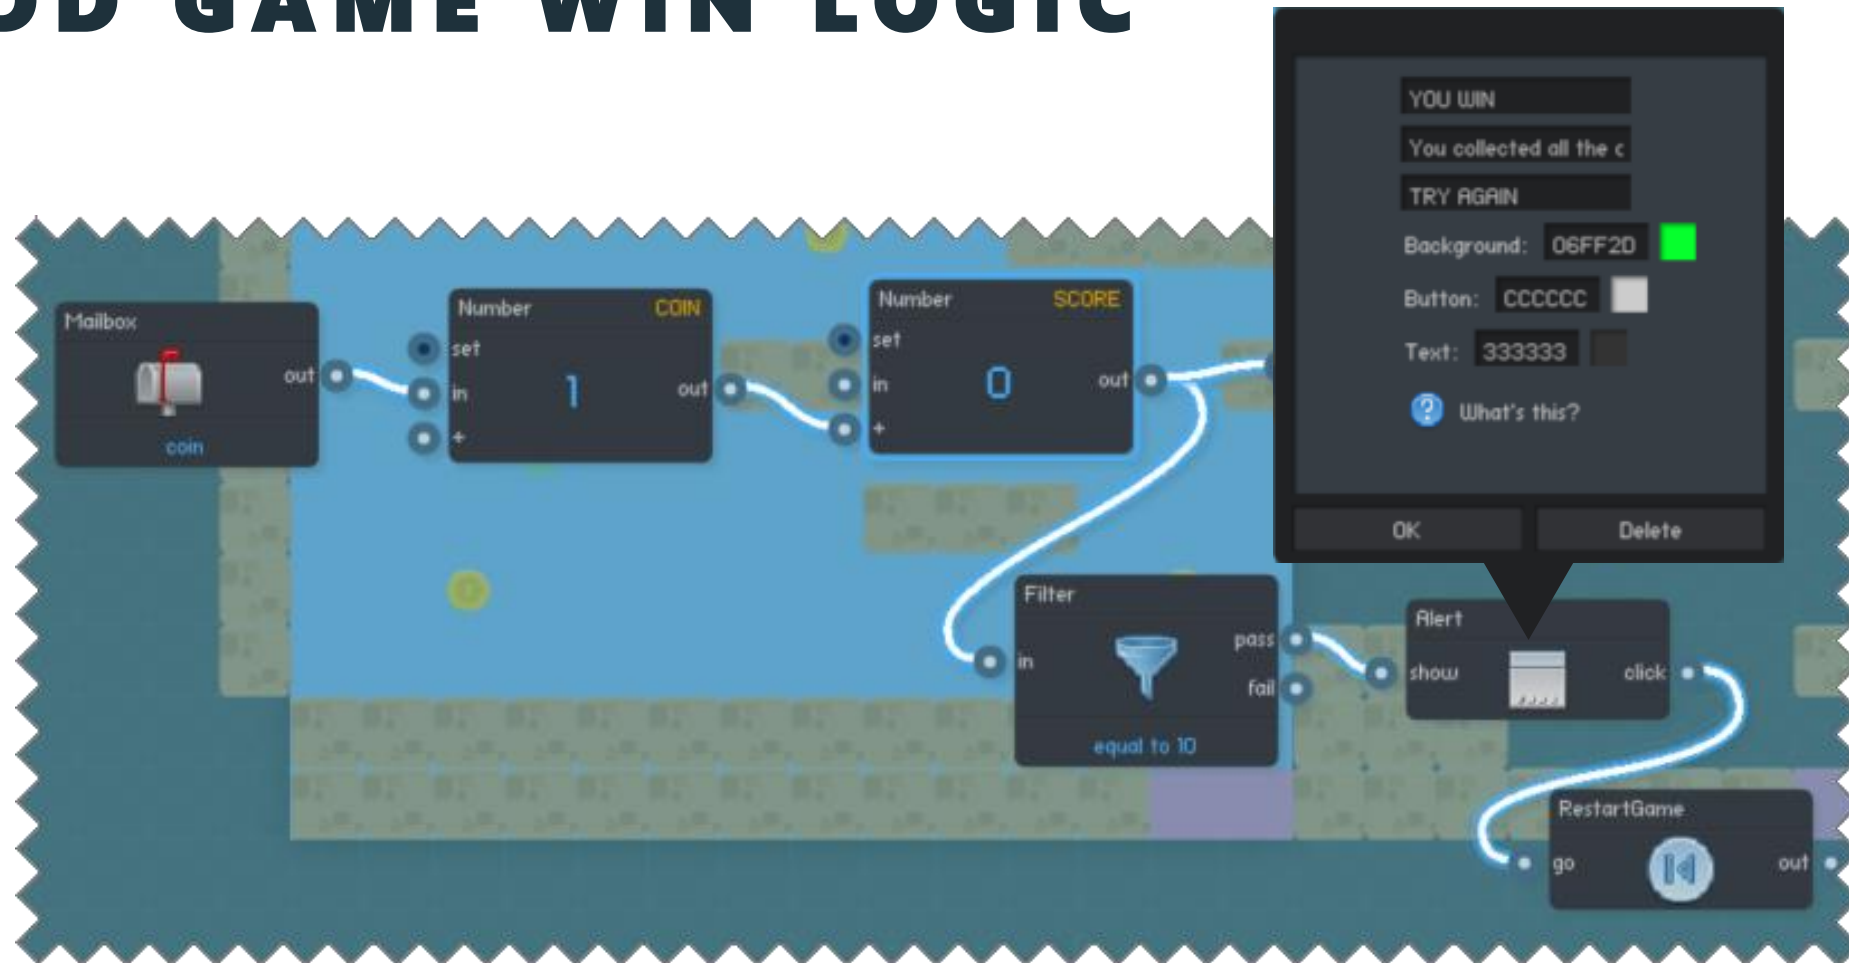 GAME WIN LOGIC
YOU WIN
You collected all the c
TRY AGAIN
Background: 06FF2D
Button: CCCCCC
Text: 333333
What's this?
OK Delete
Mailbox
out
coin
Number COIN
set
in 1 out
+
Number SCORE
set
in 0 out
+
Filter
pass
in
fail
equal to 10
Alert
show click
RestartGame
go out